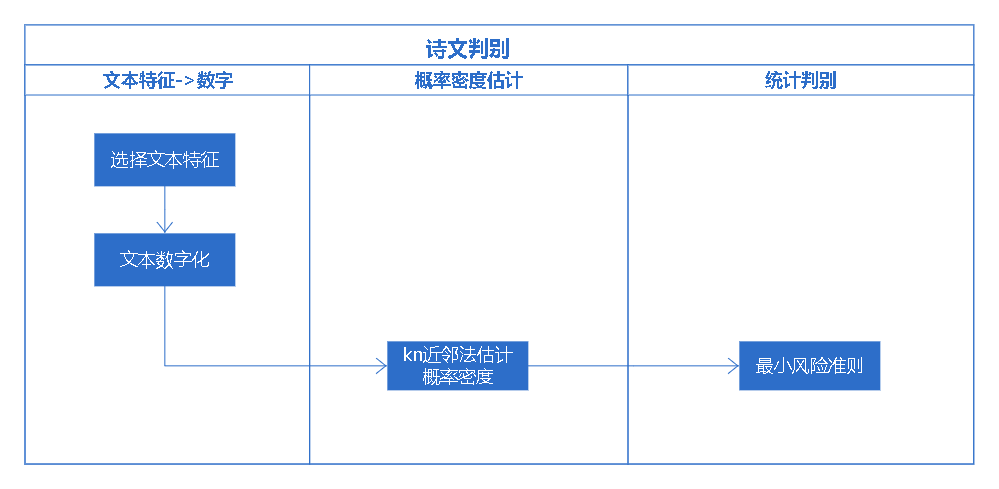 诗文判别
文本特征->数字
概率密度估计
统计判别
选择文本特征
文本数字化
kn近邻法估计
概率密度
最小风险准则